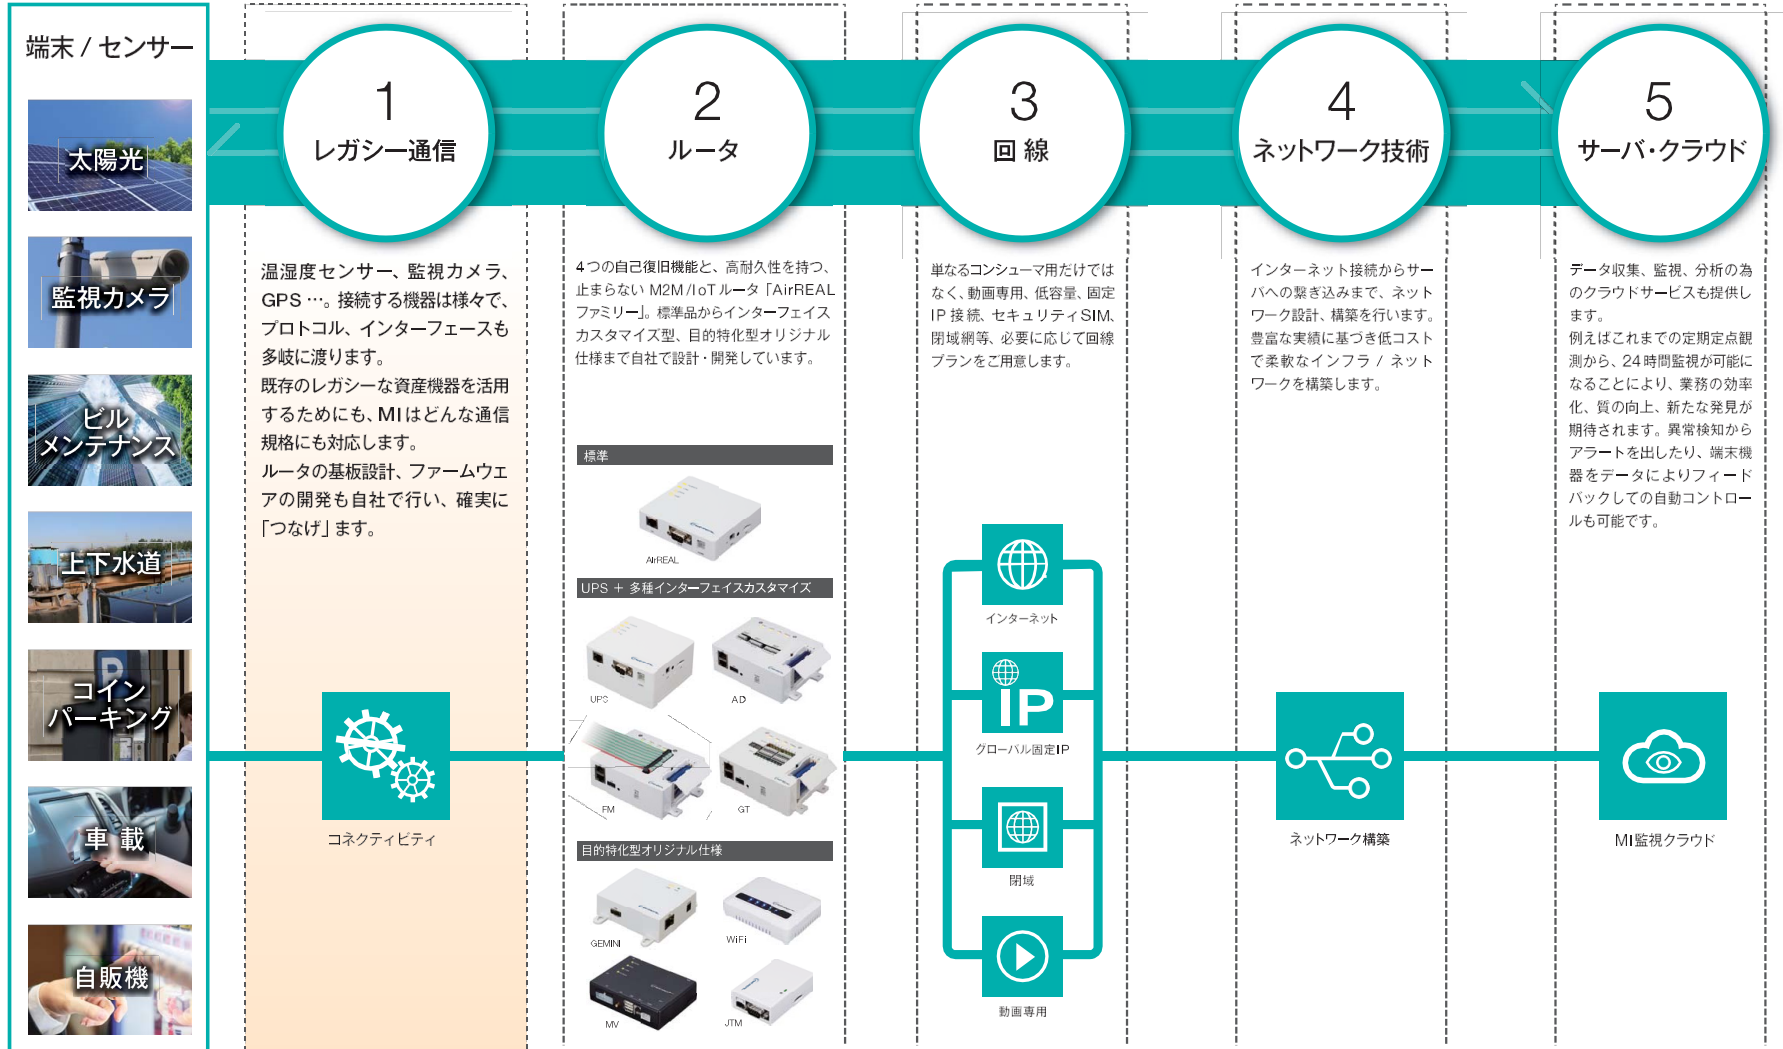 端末 / センサー
太陽光
監視カメラ
ビル
メンテナンス
上下水道
コイン
パーキング
車 載
自販機
1
レガシー通信
温湿度センサー、監視カメラ、
GPS …。接続する機器は様々で、
プロトコル、インターフェースも
多岐に渡ります。
既存のレガシーな資産機器を活用
するためにも、MIはどんな通信
規格にも対応します。
ルータの基板設計、ファームウェ
アの開発も自社で行い、確実に
「つなげ」ます。
コネクティビティ
2
ルータ
4つの自己復旧機能と、高耐久性を持つ、
止まらない M2M/IoTルータ「AirREAL
ファミリー」。標準品からインターフェイス
カスタマイズ型、目的特化型オリジナル
仕様まで自社で設計・開発しています。
標準
AirREAL
UPS + 多種インターフェイスカスタマイズ
UPS
AD
FM
GT
目的特化型オリジナル仕様
GEMINI
WiFi
MV
JTM
3
回 線
単なるコンシューマ用だけでは
なく、動画専用、低容量、固定
IP 接続、セキュリティSIM、
閉域網等、必要に応じて回線
プランをご用意します。
インターネット
IP
グローバル固定IP
閉域
動画専用
4
ネットワーク技術
インターネット接続からサー
バへの繋ぎ込みまで、ネット
ワーク設計、構築を行います。
豊富な実績に基づき低コスト
で柔軟なインフラ / ネット
ワークを構築します。
ネットワーク構築
5
サーバ・クラウド
データ収集、監視、分析の為
のクラウドサービスも提供し
ます。
例えばこれまでの定期定点観
測から、24時間監視が可能に
なることにより、業務の効率
化、質の向上、新たな発見が
期待されます。異常検知から
アラートを出したり、端末機
器をデータによりフィード
バックしての自動コントロー
ルも可能です。
MI監視クラウド